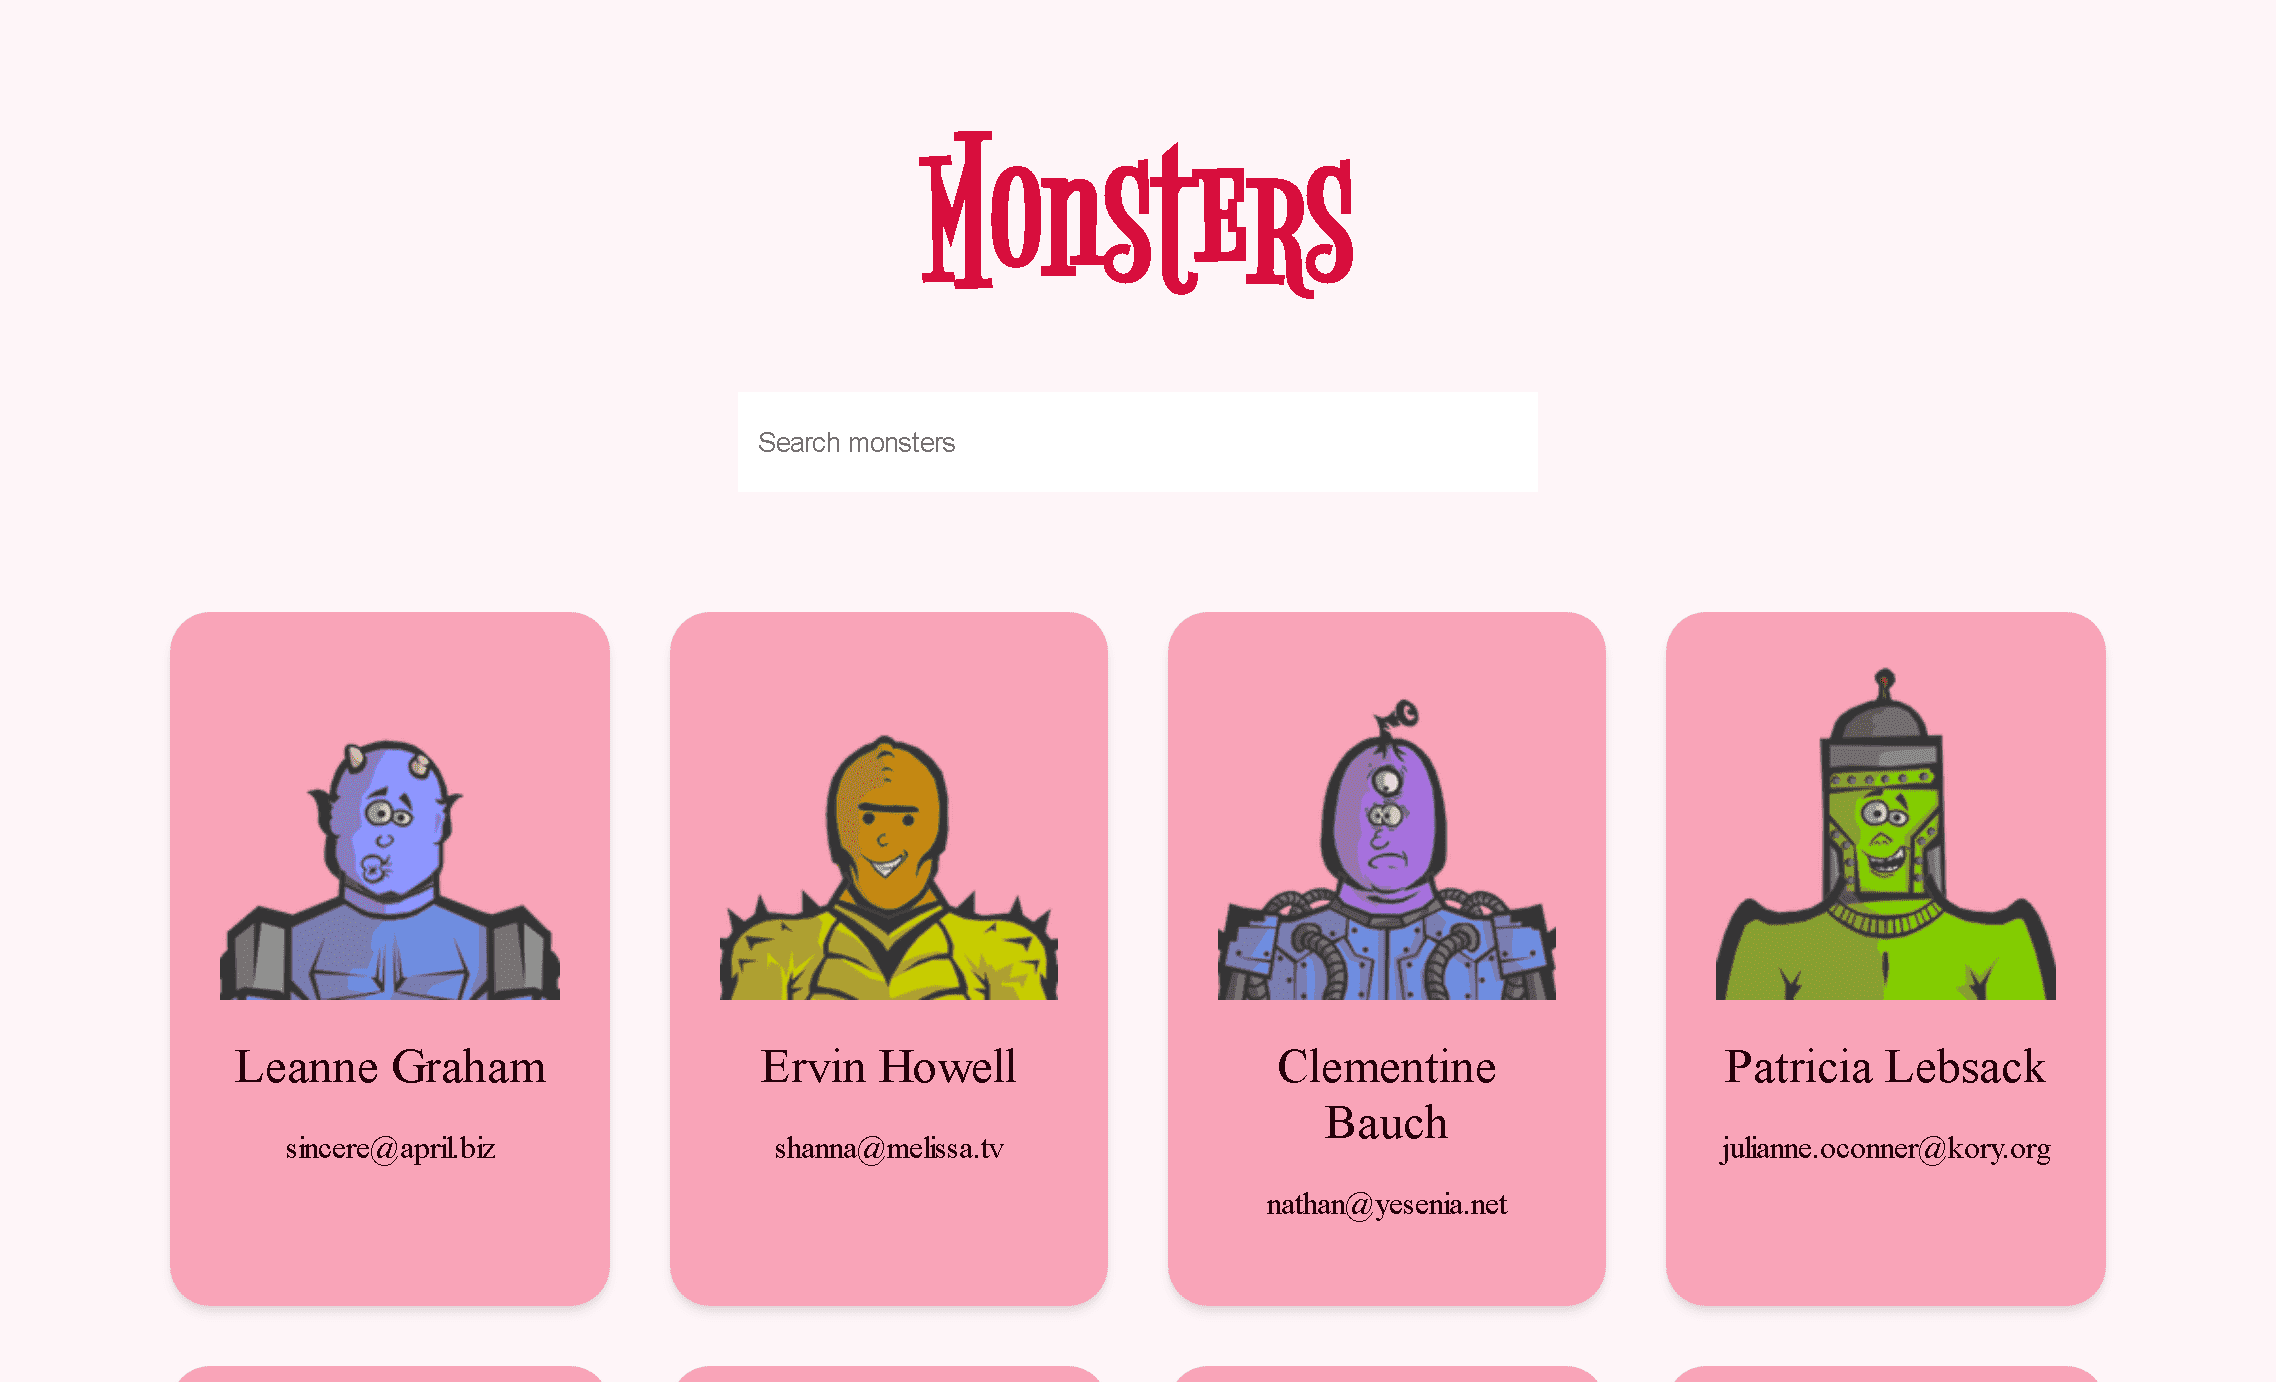 Monsters
Search monsters
Leanne Graham
sincere@april.biz
Ervin Howell
shanna@melissa.tv
Clementine
Bauch
nathan@yesenia.net
Patricia Lebsack
julianne.oconner@kory.org